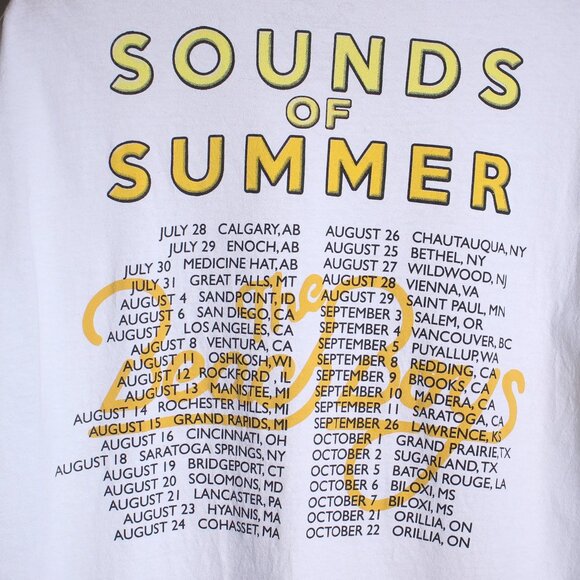 SOUNDS
OF
SUMMER
The
Beach Boys
JULY 28 CALGARY, AB
JULY 29 ENOCH, AB
JULY 30 MEDICINE HAT, AB
JULY 31 GREAT FALLS, MT
AUGUST 4 SANDPOINT, ID
AUGUST 6 SAN DIEGO, CA
AUGUST 7 LOS ANGELES, CA
AUGUST 8 VENTURA, CA
AUGUST 11 OSHKOSH, WI
AUGUST 12 ROCKFORD , IL
AUGUST 13 MANISTEE, MI
AUGUST 14 ROCHESTER HILLS, MI
AUGUST 15 GRAND RAPIDS, MI
AUGUST 16 CINCINNATI, OH
AUGUST 18 SARATOGA SPRINGS, NY
AUGUST 19 BRIDGEPORT, CT
AUGUST 20 SOLOMONS, MD
AUGUST 21 LANCASTER, PA
AUGUST 23 HYANNIS, MA
AUGUST 24 COHASSET, MA
AUGUST 26 CHAUTAUQUA, NY
AUGUST 25 BETHEL, NY
AUGUST 27 WILDWOOD, NJ
AUGUST 28 VIENNA, VA
AUGUST 29 SAINT PAUL, MN
SEPTEMBER 3 SALEM, OR
SEPTEMBER 4 VANCOUVER, BC
SEPTEMBER 5 PUYALLUP, WA
SEPTEMBER 8 REDDING, CA
SEPTEMBER 9 BROOKS, CA
SEPTEMBER 10 MADERA, CA
SEPTEMBER 11 SARATOGA, CA
SEPTEMBER 26 LAWRENCE, KS
OCTOBER 1 GRAND PRAIRIE, TX
OCTOBER 2 SUGARLAND, TX
OCTOBER 5 BATON ROUGE, LA
OCTOBER 6 BILOXI, MS
OCTOBER 7 BILOXI, MS
OCTOBER 21 ORILLIA, ON
OCTOBER 22 ORILLIA, ON